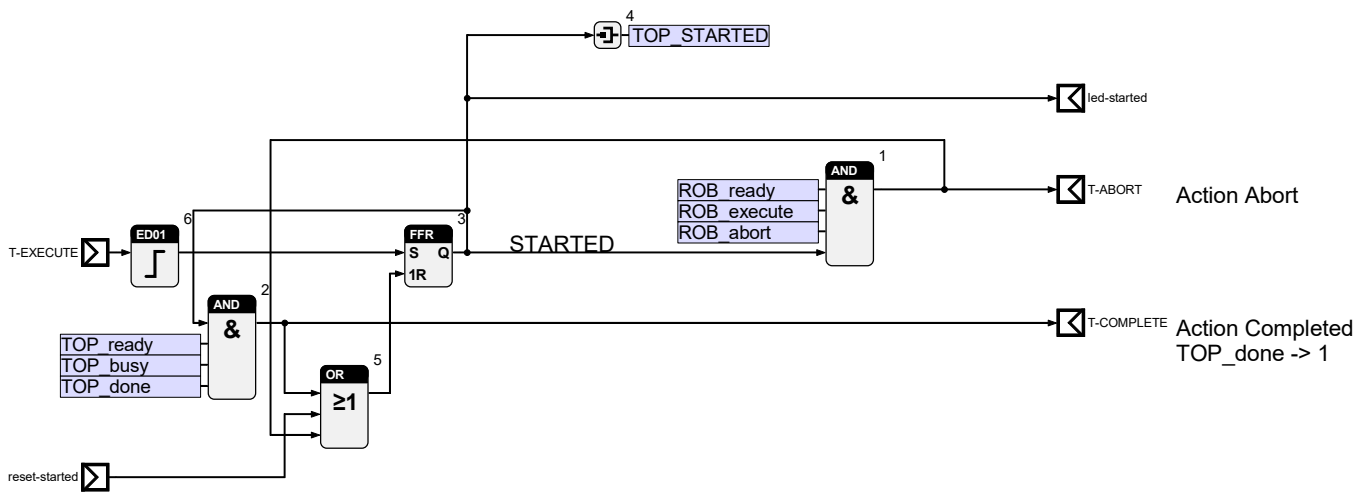 4
TOP_STARTED
led-started
1
AND
&
ROB_ready
ROB_execute
ROB_abort
T-ABORT
Action Abort
6
ED01
T-EXECUTE
3
FFR
S Q
1R
STARTED
2
AND
&
TOP_ready
TOP_busy
TOP_done
T-COMPLETE
Action Completed
TOP_done -> 1
5
OR
≥1
reset-started